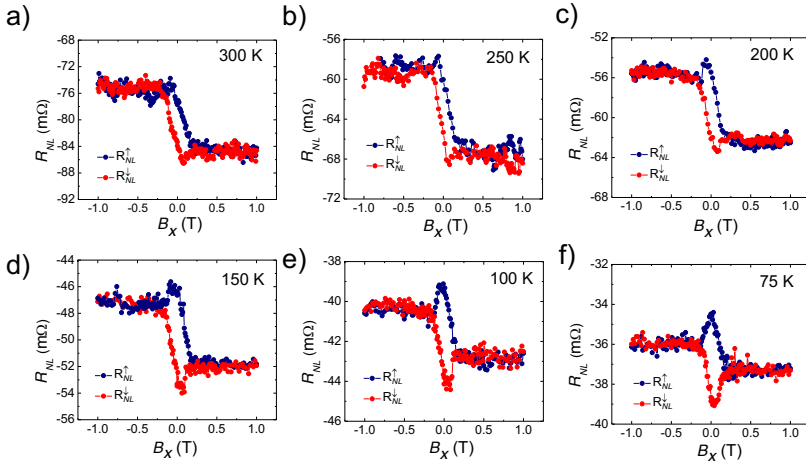 a)
300 K
-68
-76
-84
-92
R_NL (mΩ)
R↑_NL
R↓_NL
-1.0 -0.5 0.0 0.5 1.0
B_x (T)
b)
250 K
-56
-60
-64
-68
-72
R_NL (mΩ)
R↑_NL
R↓_NL
-1.0 -0.5 0.0 0.5 1.0
B_x (T)
c)
200 K
-52
-56
-60
-64
-68
R_NL (mΩ)
R↑_NL
R↓_NL
-1.0 -0.5 0.0 0.5 1.0
B_x (T)
d)
150 K
-44
-46
-48
-50
-52
-54
-56
R_NL (mΩ)
R↑_NL
R↓_NL
-1.0 -0.5 0.0 0.5 1.0
B_x (T)
e)
100 K
-38
-40
-42
-44
-46
R_NL (mΩ)
R↑_NL
R↓_NL
-1.0 -0.5 0.0 0.5 1.0
B_x (T)
f)
75 K
-32
-34
-36
-38
-40
R_NL (mΩ)
R↑_NL
R↓_NL
-1.0 -0.5 0.0 0.5 1.0
B_x (T)